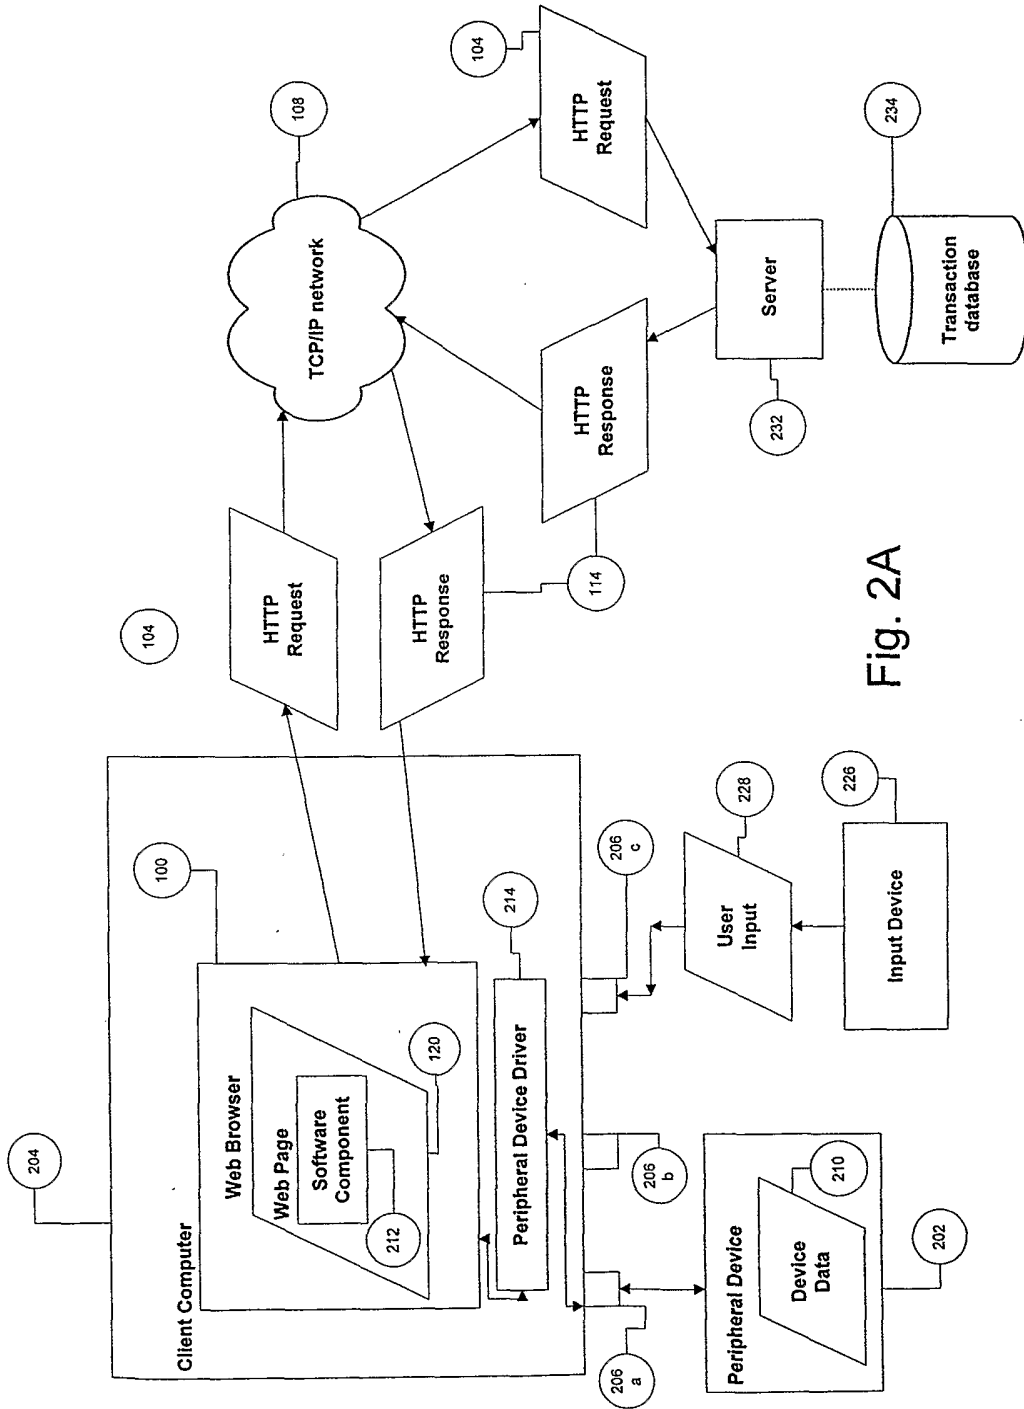 204
Client Computer
100
Web Browser
Web Page
Software
Component
212
120
Peripheral Device Driver
214
206
a
206
b
206
c
Peripheral Device
Device
Data
210
202
User
Input
228
Input Device
226
104
HTTP
Request
HTTP
Response
114
TCP/IP network
108
HTTP
Request
104
HTTP
Response
Server
232
Transaction
database
234
Fig. 2A